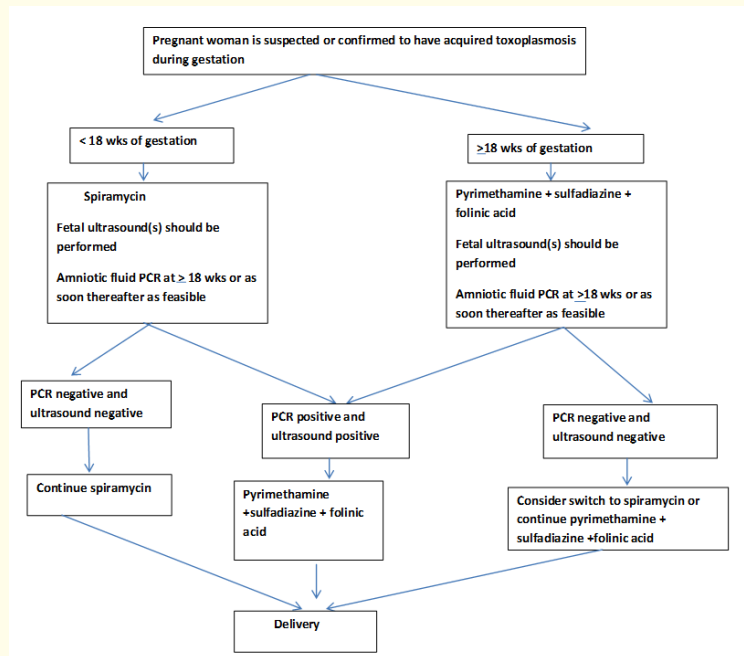 Pregnant woman is suspected or confirmed to have acquired toxoplasmosis
during gestation
< 18 wks of gestation
≥18 wks of gestation
Spiramycin
Fetal ultrasound(s) should be
performed
Amniotic fluid PCR at ≥ 18 wks or as
soon thereafter as feasible
Pyrimethamine + sulfadiazine +
folinic acid
Fetal ultrasound(s) should be
performed
Amniotic fluid PCR at ≥18 wks or as
soon thereafter as feasible
PCR negative and
ultrasound negative
PCR positive and
ultrasound positive
PCR negative and
ultrasound negative
Continue spiramycin
Pyrimethamine
+sulfadiazine + folinic
acid
Consider switch to spiramycin or
continue pyrimethamine +
sulfadiazine +folinic acid
Delivery